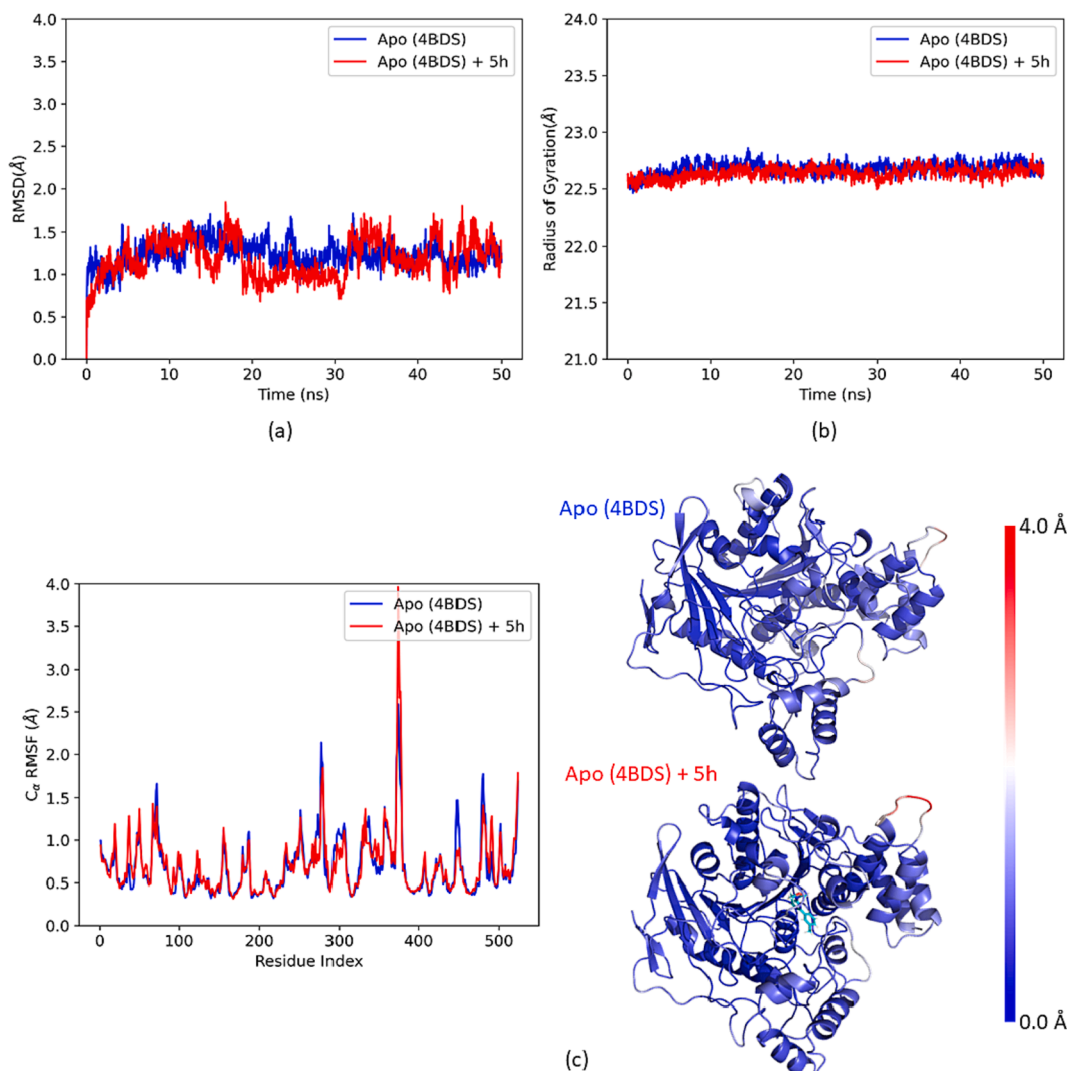 4.0
3.5
3.0
2.5
2.0
1.5
1.0
0.5
0.0
RMSD(Å)
Apo (4BDS)
Apo (4BDS) + 5h
0 10 20 30 40 50
Time (ns)
(a)
24.0
23.5
23.0
22.5
22.0
21.5
21.0
Radius of Gyration(Å)
Apo (4BDS)
Apo (4BDS) + 5h
0 10 20 30 40 50
Time (ns)
(b)
4.0
3.5
3.0
2.5
2.0
1.5
1.0
0.5
0.0
Cα RMSF (Å)
Apo (4BDS)
Apo (4BDS) + 5h
0 100 200 300 400 500
Residue Index
Apo (4BDS)
Apo (4BDS) + 5h
4.0 Å
0.0 Å
(c)